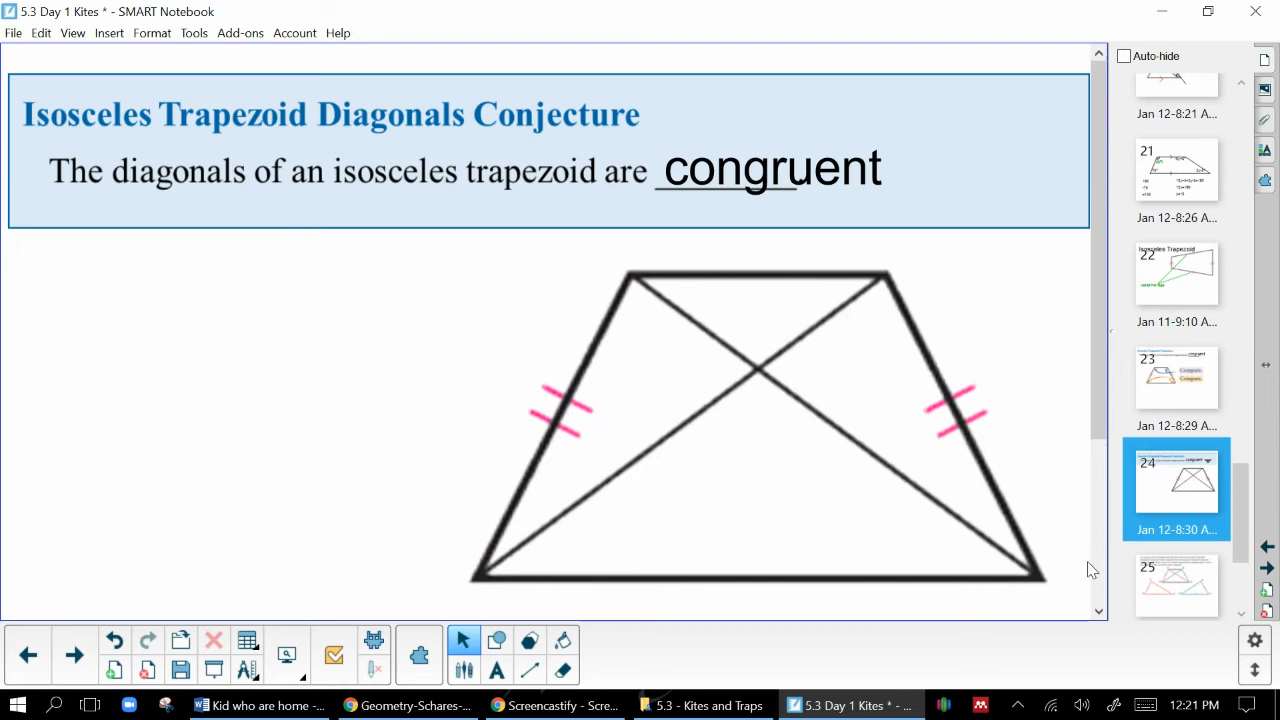 5.3 Day 1 Kites * - SMART Notebook
File Edit View Insert Format Tools Add-ons Account Help
Isosceles Trapezoid Diagonals Conjecture
The diagonals of an isosceles trapezoid are congruent
Auto-hide
Jan 12-8:21 A...
21
Jan 12-8:26 A...
Isosceles Trapezoid
22
Jan 11-9:10 A...
congruent
23
Jan 12-8:29 A...
congruent
24
Jan 12-8:30 A...
25
Kid who are home -...
Geometry-Schares-...
Screencastify - Scre...
5.3 - Kites and Traps
5.3 Day 1 Kites * - ...
12:21 PM